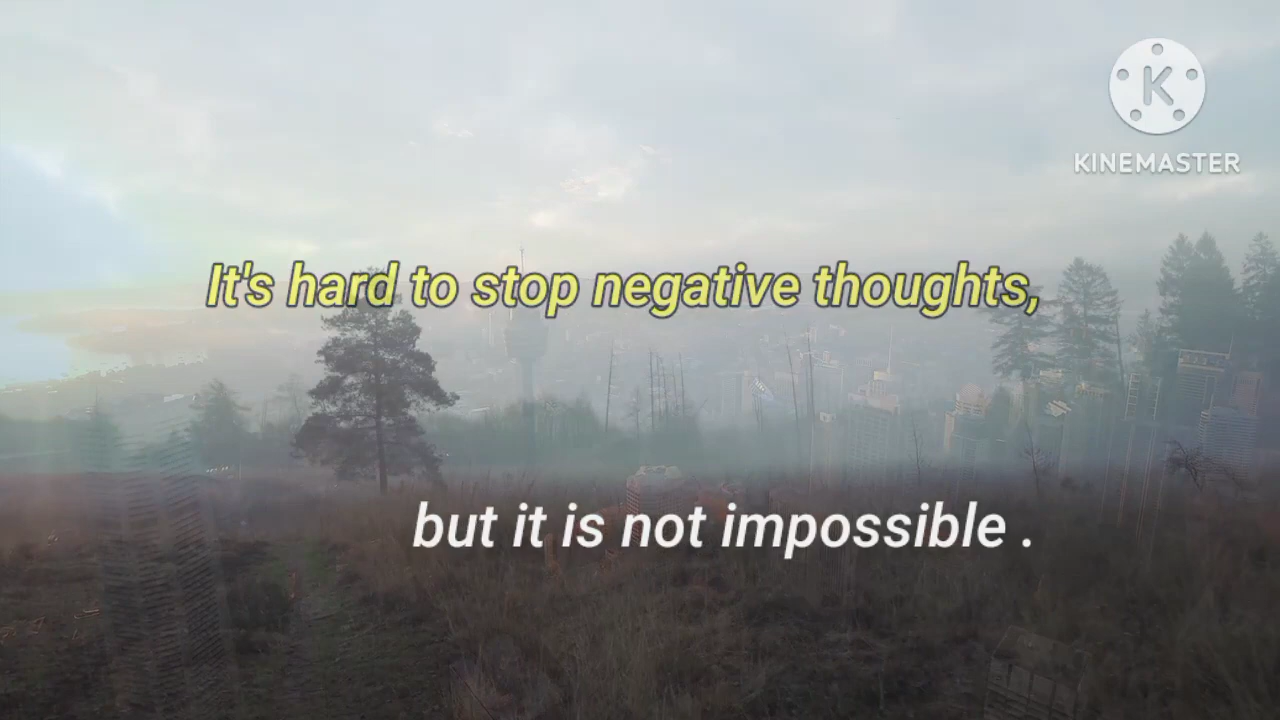 K
KINEMASTER
It's hard to stop negative thoughts,
but it is not impossible .